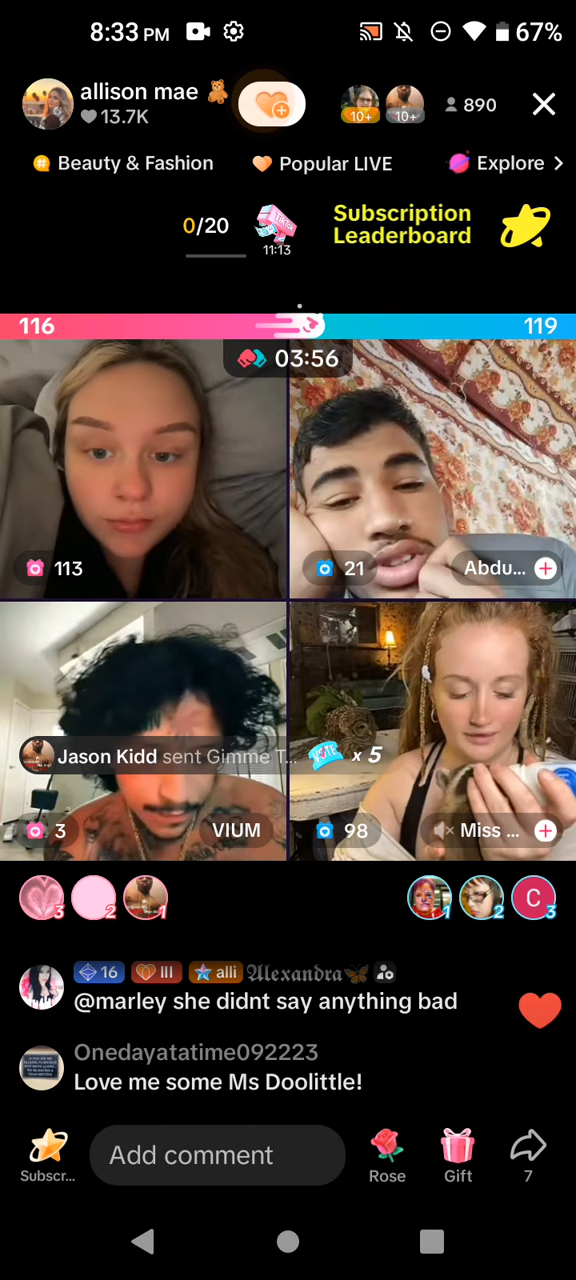 8:33 PM
67%
allison mae
13.7K
10+
10+
890
Beauty & Fashion
Popular LIVE
Explore
0/20
11:13
Subscription
Leaderboard
116
119
03:56
113
21
Abdu...
Jason Kidd sent Gimme T...
VOTE
x 5
3
VIUM
98
Miss ...
3
2
1
1
2
C
3
16
III
alli
𝔄𝔩𝔢𝔵𝔞𝔫𝔡𝔯𝔞
@marley she didnt say anything bad
Onedayatatime092223
Love me some Ms Doolittle!
Subscr...
Add comment
Rose
Gift
7